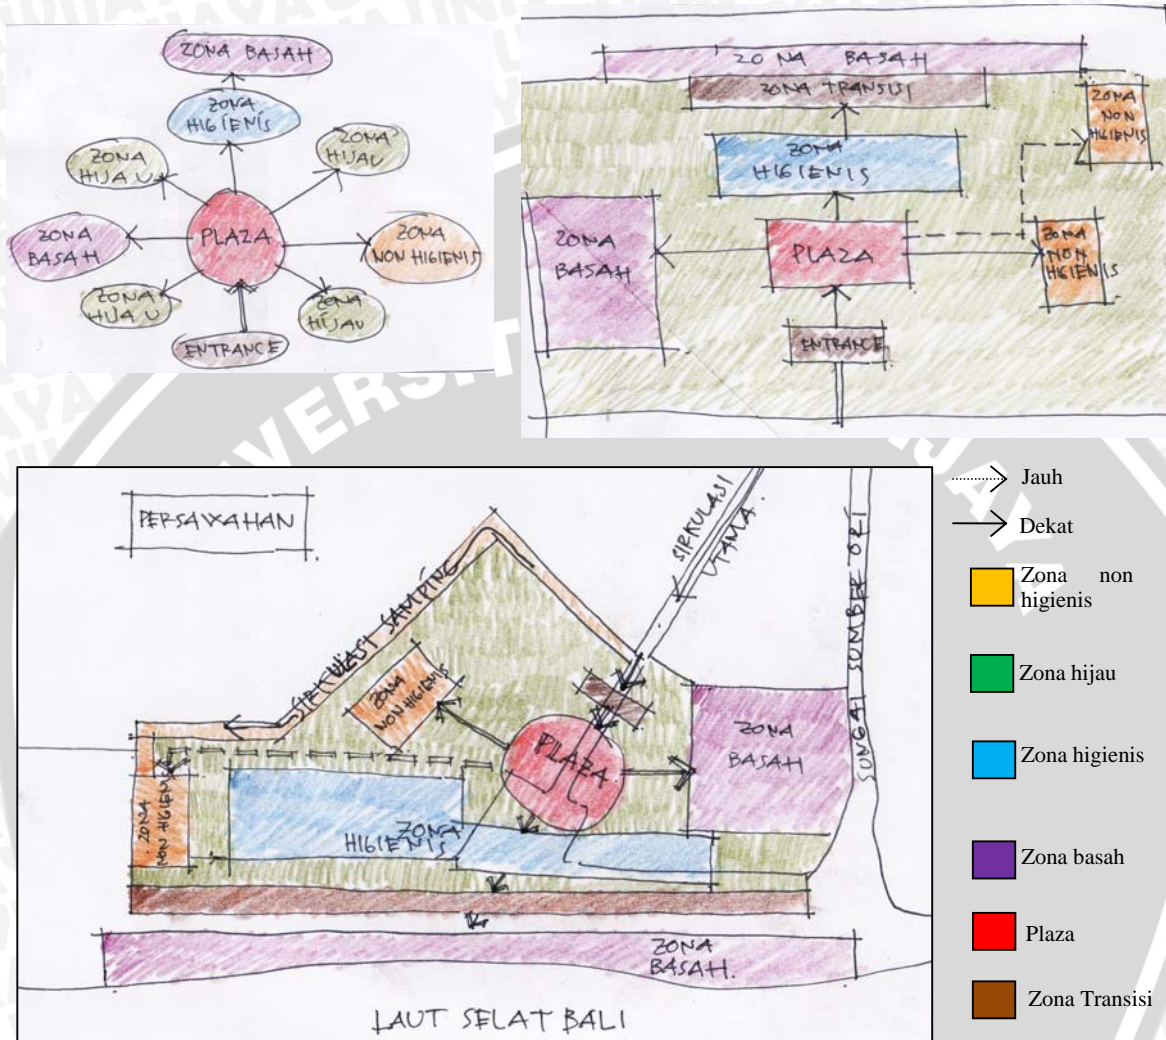 ZONA BASAH
ZONA
HIGIENIS
ZONA
HIJAU
ZONA
HIJAU
ZONA
BASAH
PLAZA
ZONA
NON HIGIENIS
ZONA
HIJAU
ZONA
HIJAU
ENTRANCE
ZONA BASAH
ZONA TRANSISI
ZONA
NON
HIGIENIS
ZONA
HIGIENIS
ZONA
BASAH
PLAZA
ZONA
NON
HIGIENIS
ENTRANCE
PERSAWAHAN
SIRKULASI
UTAMA.
SIRKULASI SAMPING
SUNGAI SUMBER ORI
ZONA
NON HIGIENIS
PLAZA
ZONA
BASAH
ZONA
NON HIGIENIS
ZONA
HIGIENIS
ZONA
BASAH.
LAUT SELAT BALI
Jauh
Dekat
Zona non
higienis
Zona hijau
Zona higienis
Zona basah
Plaza
Zona Transisi